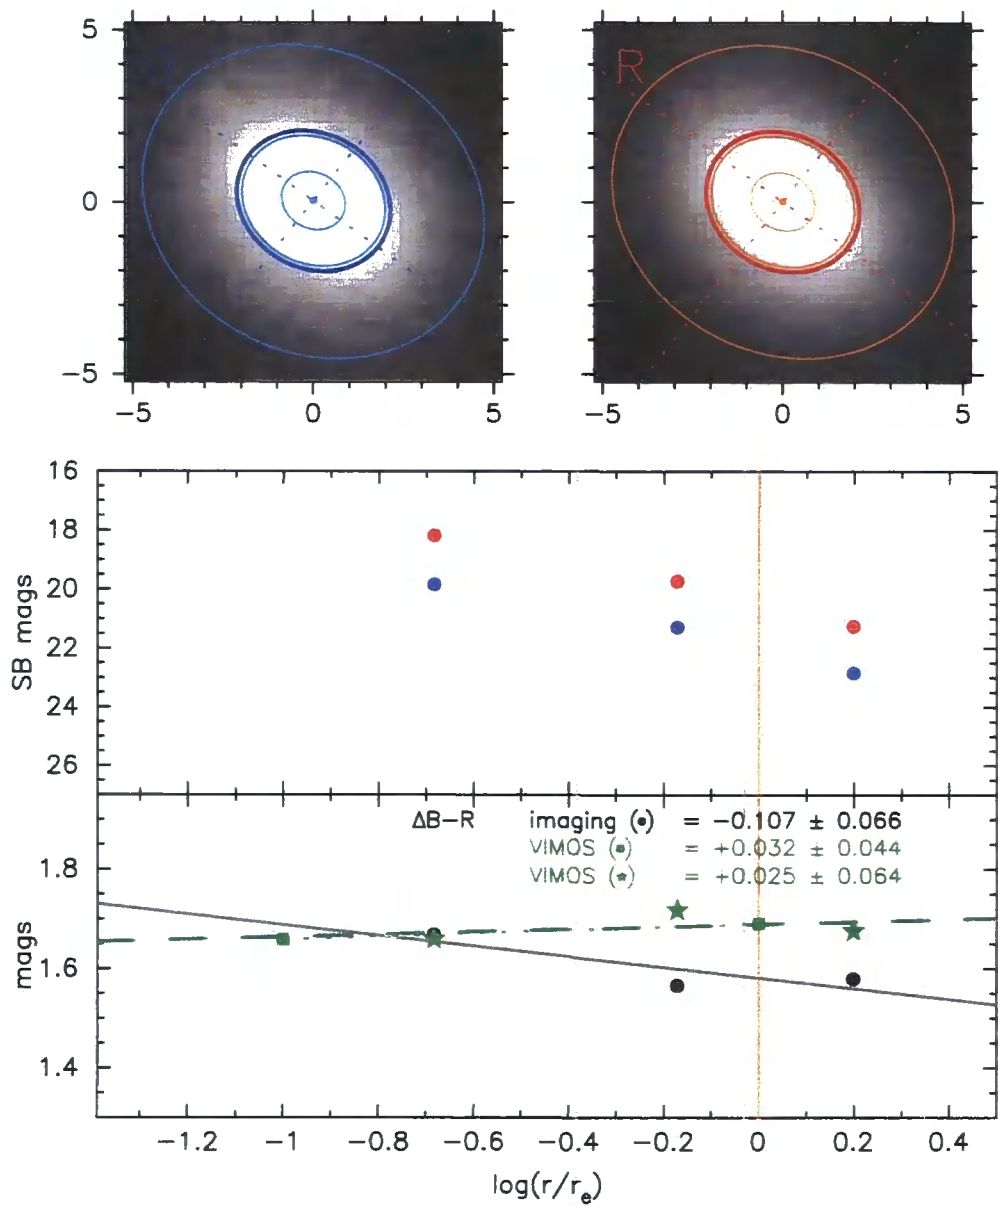 R
5
0
−5
−5 0 5
−5 0 5
16
18
20
22
24
26
SB mags
ΔB−R imaging (•) = −0.107 ± 0.066
VIMOS (■) = +0.032 ± 0.044
VIMOS (★) = +0.025 ± 0.064
1.8
1.6
1.4
mags
−1.2 −1 −0.8 −0.6 −0.4 −0.2 0 0.2 0.4
log(r/re)